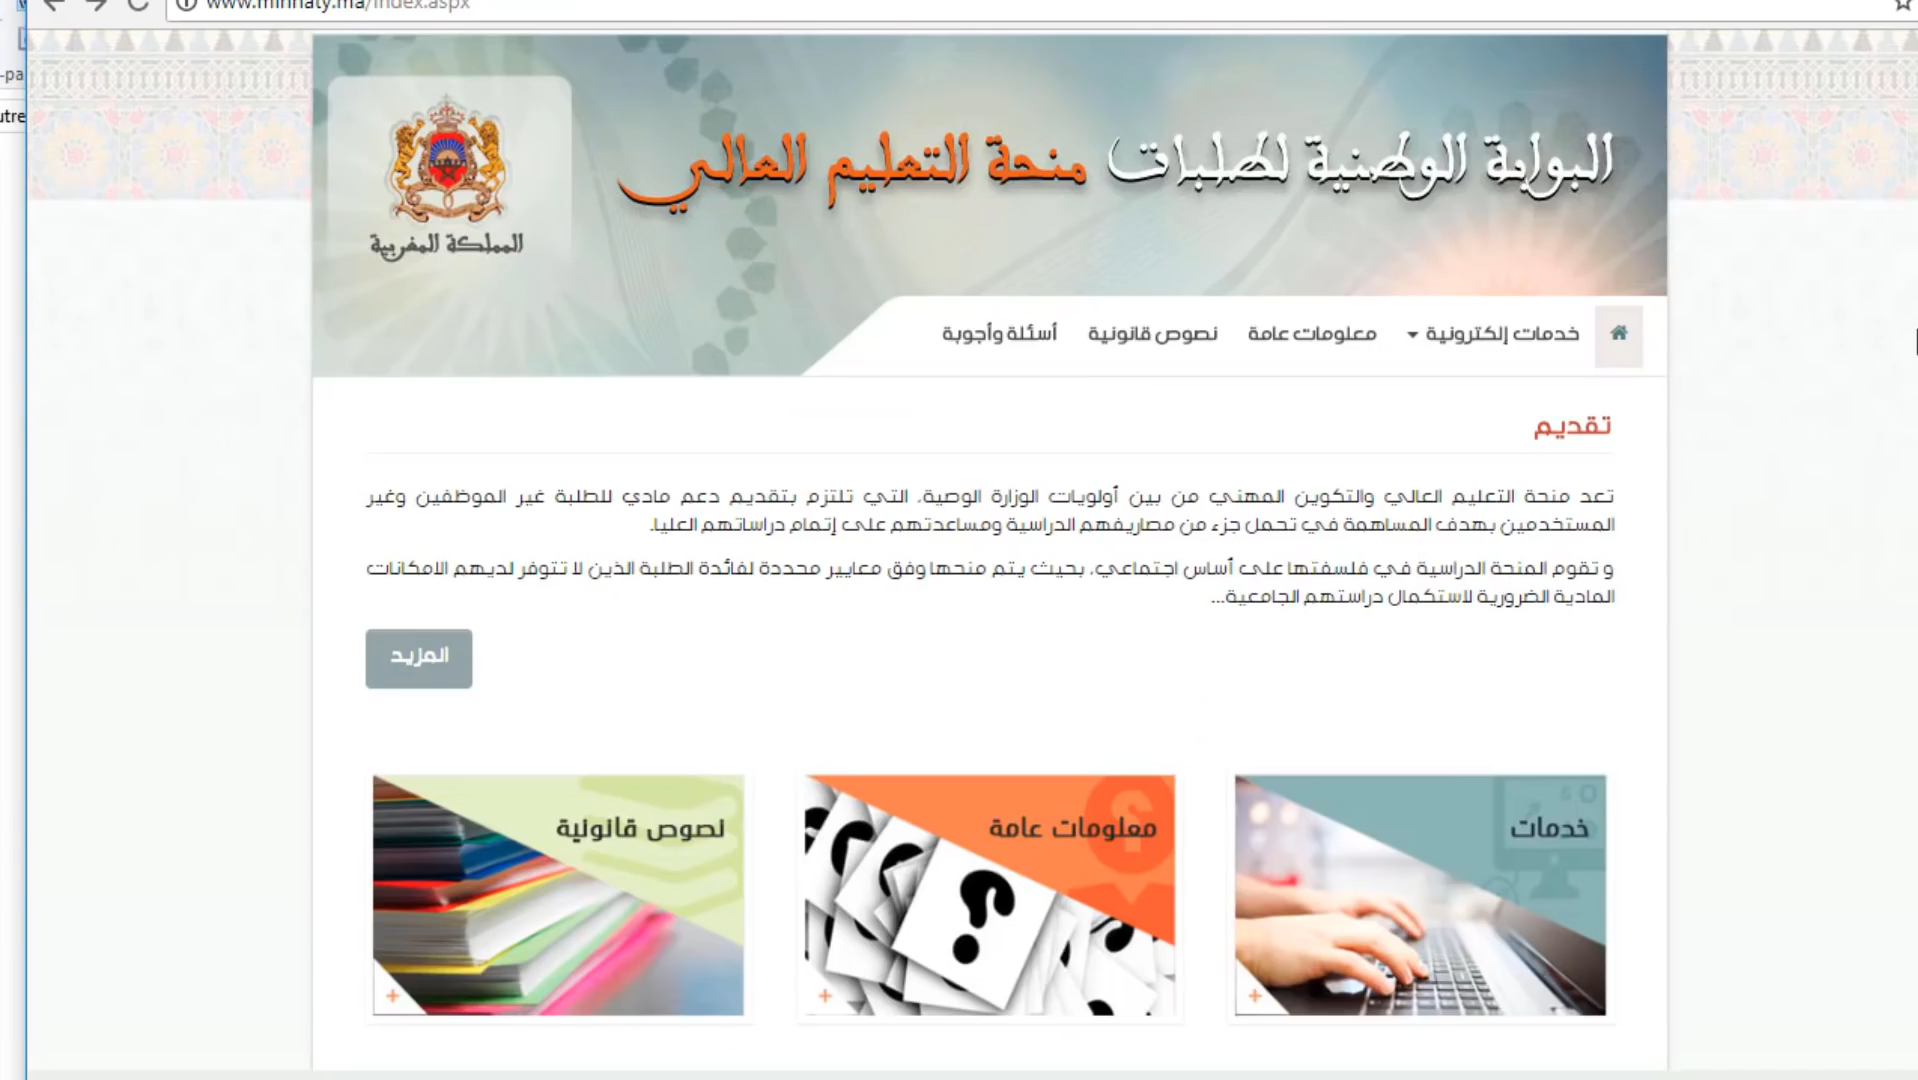 www.minhaty.ma/index.aspx
-pa
utre
البوابة الوطنية لطلبات منحة التعليم العالي
المملكة المغربية
خدمات إلكترونية
معلومات عامة
نصوص قانونية
أسئلة وأجوبة
تقديم
تعد منحة التعليم العالي والتكوين المهني من بين أولويات الوزارة الوصية، التي تلتزم بتقديم دعم مادي للطلبة غير الموظفين وغير
المستخدمين بهدف المساهمة في تحمل جزء من مصاريفهم الدراسية ومساعدتهم على إتمام دراساتهم العليا.
و تقوم المنحة الدراسية في فلسفتها على أساس اجتماعي، بحيث يتم منحها وفق معايير محددة لفائدة الطلبة الذين لا تتوفر لديهم الامكانات
المادية الضرورية لاستكمال دراستهم الجامعية...
المزيد
خدمات
معلومات عامة
نصوص قانونية